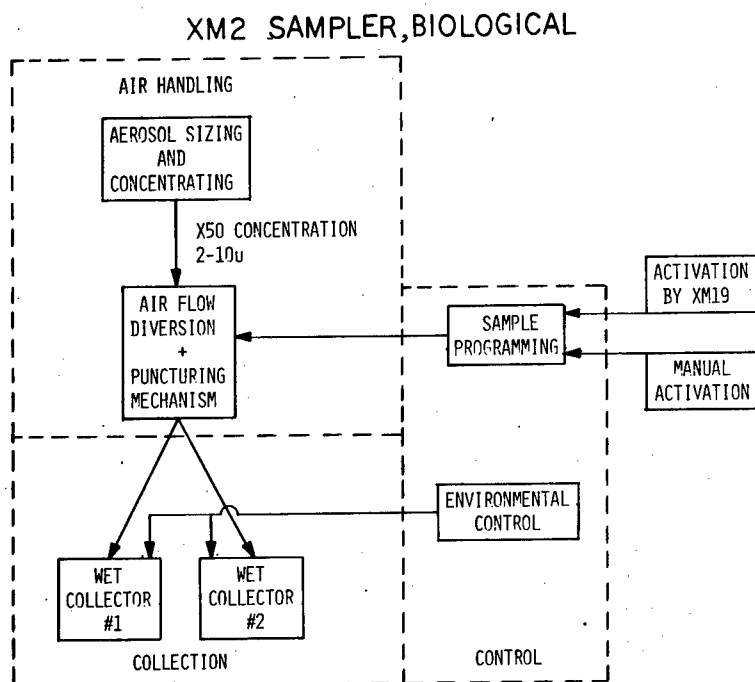 XM2 SAMPLER, BIOLOGICAL
AIR HANDLING
AEROSOL SIZING
AND
CONCENTRATING
X50 CONCENTRATION
2-10u
AIR FLOW
DIVERSION
+
PUNCTURING
MECHANISM
SAMPLE
PROGRAMMING
ACTIVATION
BY XM19
MANUAL
ACTIVATION
ENVIRONMENTAL
CONTROL
WET
COLLECTOR
#1
WET
COLLECTOR
#2
COLLECTION
CONTROL